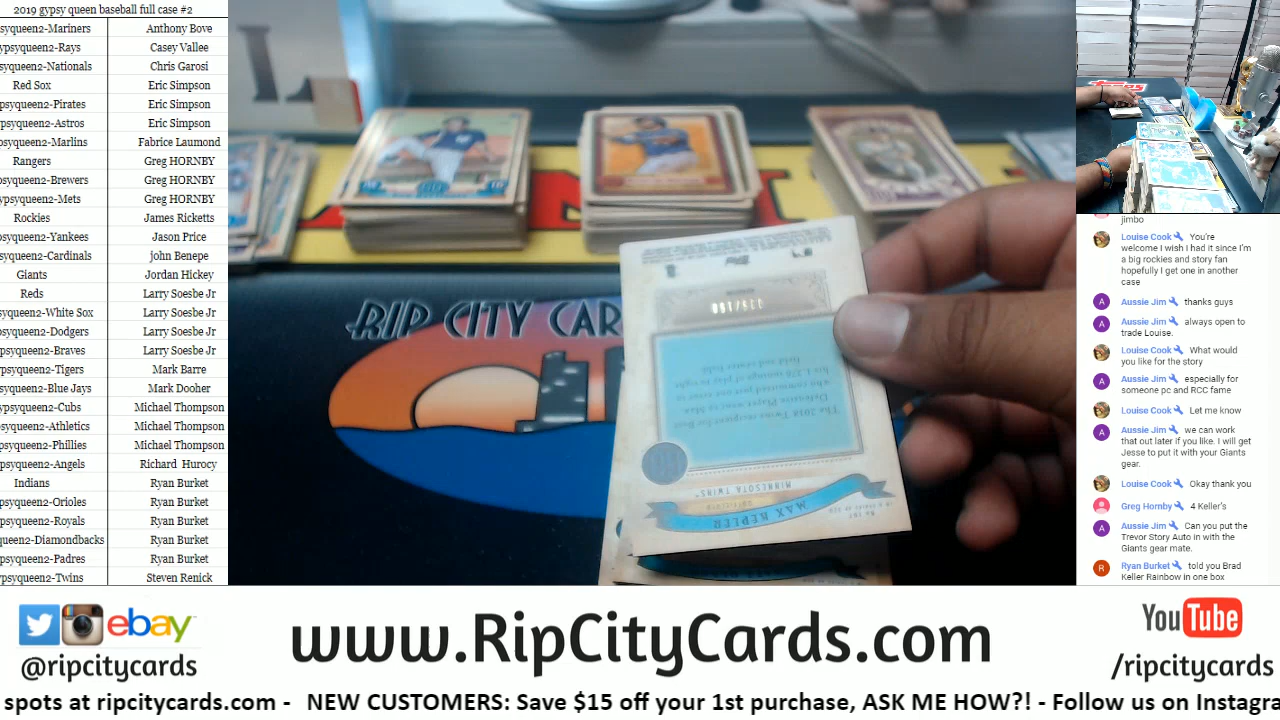 2019 gypsy queen baseball full case #2
syqueen2-Mariners Anthony Bove
ypsyqueen2-Rays Casey Vallee
syqueen2-Nationals Chris Garosi
Red Sox Eric Simpson
psyqueen2-Pirates Eric Simpson
psyqueen2-Astros Eric Simpson
psyqueen2-Marlins Fabrice Laumond
Rangers Greg HORNBY
psyqueen2-Brewers Greg HORNBY
ypsyqueen2-Mets Greg HORNBY
Rockies James Ricketts
psyqueen2-Yankees Jason Price
syqueen2-Cardinals john Benepe
Giants Jordan Hickey
Reds Larry Soesbe Jr
syqueen2-White Sox Larry Soesbe Jr
psyqueen2-Dodgers Larry Soesbe Jr
psyqueen2-Braves Larry Soesbe Jr
ypsyqueen2-Tigers Mark Barre
syqueen2-Blue Jays Mark Dooher
ypsyqueen2-Cubs Michael Thompson
syqueen2-Athletics Michael Thompson
psyqueen2-Phillies Michael Thompson
psyqueen2-Angels Richard Hurocy
Indians Ryan Burket
psyqueen2-Orioles Ryan Burket
psyqueen2-Royals Ryan Burket
queen2-Diamondbacks Ryan Burket
psyqueen2-Padres Ryan Burket
psyqueen2-Twins Steven Renick
RIP CITY CAR
MINNESOTA TWINS
MAX KEPLER
jimbo
Louise Cook You're
welcome I wish I had it since I'm
a big rockies and story fan
hopefully I get one in another
case
A Aussie Jim thanks guys
A Aussie Jim always open to
trade Louise.
Louise Cook What would
you like for the story
A Aussie Jim especially for
someone pc and RCC fame
Louise Cook Let me know
A Aussie Jim we can work
that out later if you like. I will get
Jesse to put it with your Giants
gear.
Louise Cook Okay thank you
Greg Hornby 4 Keller's
A Aussie Jim Can you put the
Trevor Story Auto in with the
Giants gear mate.
R Ryan Burket told you Brad
Keller Rainbow in one box
ebay
@ripcitycards
www.RipCityCards.com
YouTube
/ripcitycards
spots at ripcitycards.com - NEW CUSTOMERS: Save $15 off your 1st purchase, ASK ME HOW?! - Follow us on Instagra